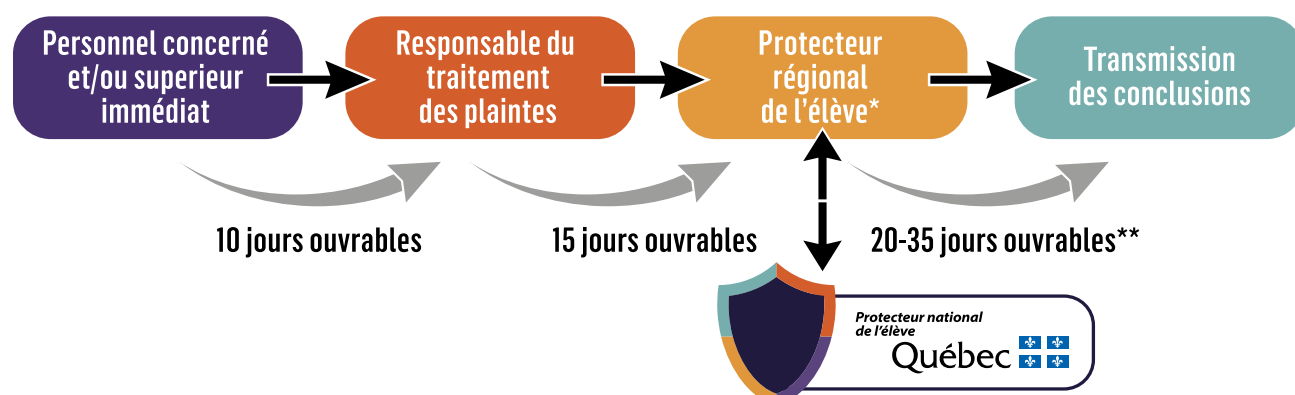 Personnel concerné
et/ou superieur
immédiat
Responsable du
traitement
des plaintes
Protecteur
régional
de l'élève*
Transmission
des conclusions
10 jours ouvrables
15 jours ouvrables
20-35 jours ouvrables**
Protecteur national
de l'élève
Québec